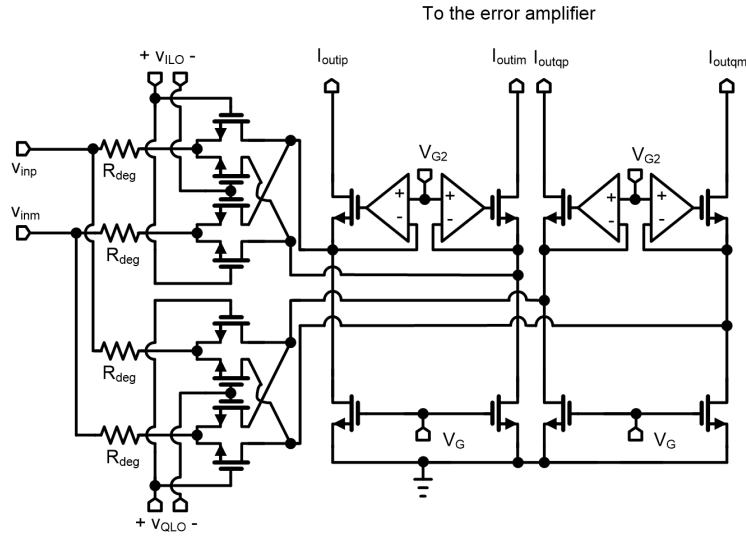 To the error amplifier
+ vILO -
Ioutip
Ioutim
Ioutqp
Ioutqm
vinp
Rdeg
VG2
VG2
+
+
+
+
-
-
-
-
vinm
Rdeg
Rdeg
VG
VG
Rdeg
+ vQLO -